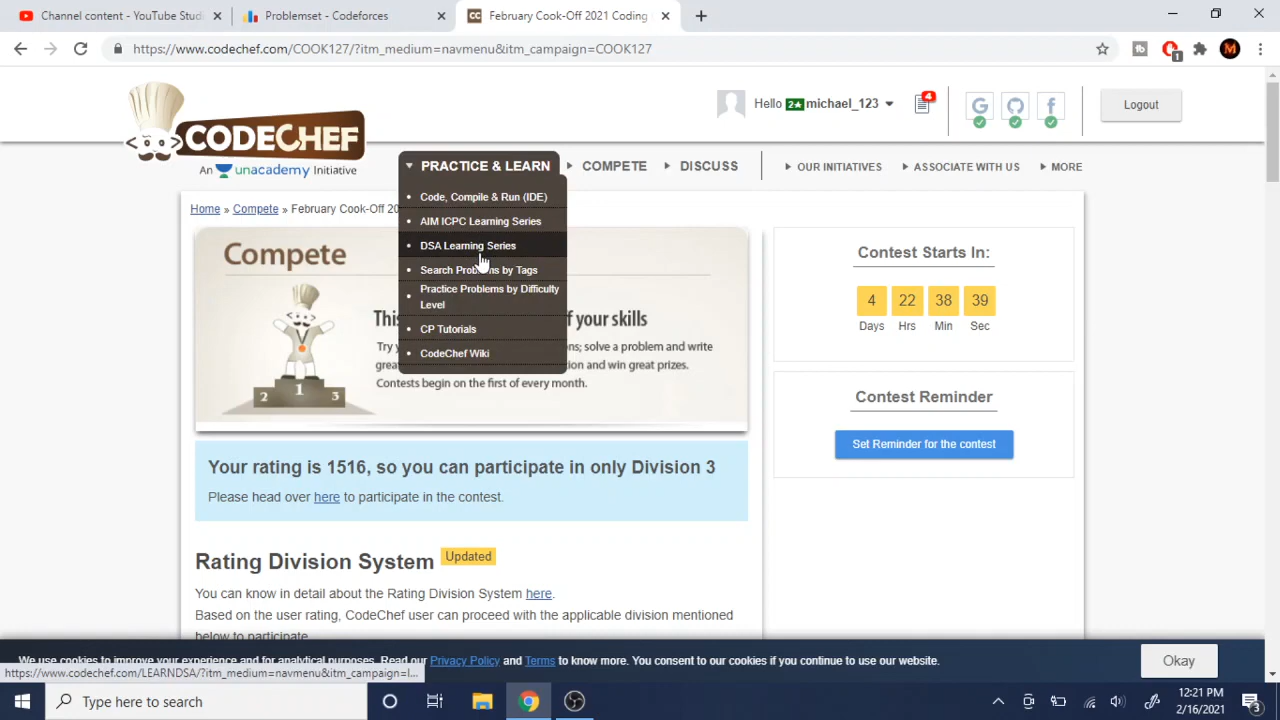 Channel content - YouTube Studi
Problemset - Codeforces
February Cook-Off 2021 Coding
https://www.codechef.com/COOK127/?itm_medium=navmenu&itm_campaign=COOK127
1
M
CODECHEF
An unacademy Initiative
Hello 2★ michael_123
4
G
f
Logout
PRACTICE & LEARN
COMPETE
DISCUSS
OUR INITIATIVES
ASSOCIATE WITH US
MORE
Code, Compile & Run (IDE)
AIM ICPC Learning Series
DSA Learning Series
Search Problems by Tags
Practice Problems by Difficulty
Level
CP Tutorials
CodeChef Wiki
Home » Compete » February Cook-Off 20
Compete
2 1 3
of your skills
ons; solve a problem and write
tion and win great prizes.
Contests begin on the first of every month.
Contest Starts In:
4 22 38 39
Days Hrs Min Sec
Contest Reminder
Set Reminder for the contest
Your rating is 1516, so you can participate in only Division 3
Please head over here to participate in the contest.
Rating Division System Updated
You can know in detail about the Rating Division System here.
Based on the user rating, CodeChef user can proceed with the applicable division mentioned
below to participate
We use cookies to improve your experience and for analytical purposes. Read our Privacy Policy and Terms to know more. You consent to our cookies if you continue to use our website.
Okay
https://www.codechef.com/LEARNDSA/?itm_medium=navmenu&itm_campaign=l...
Type here to search
12:21 PM
2/16/2021
3